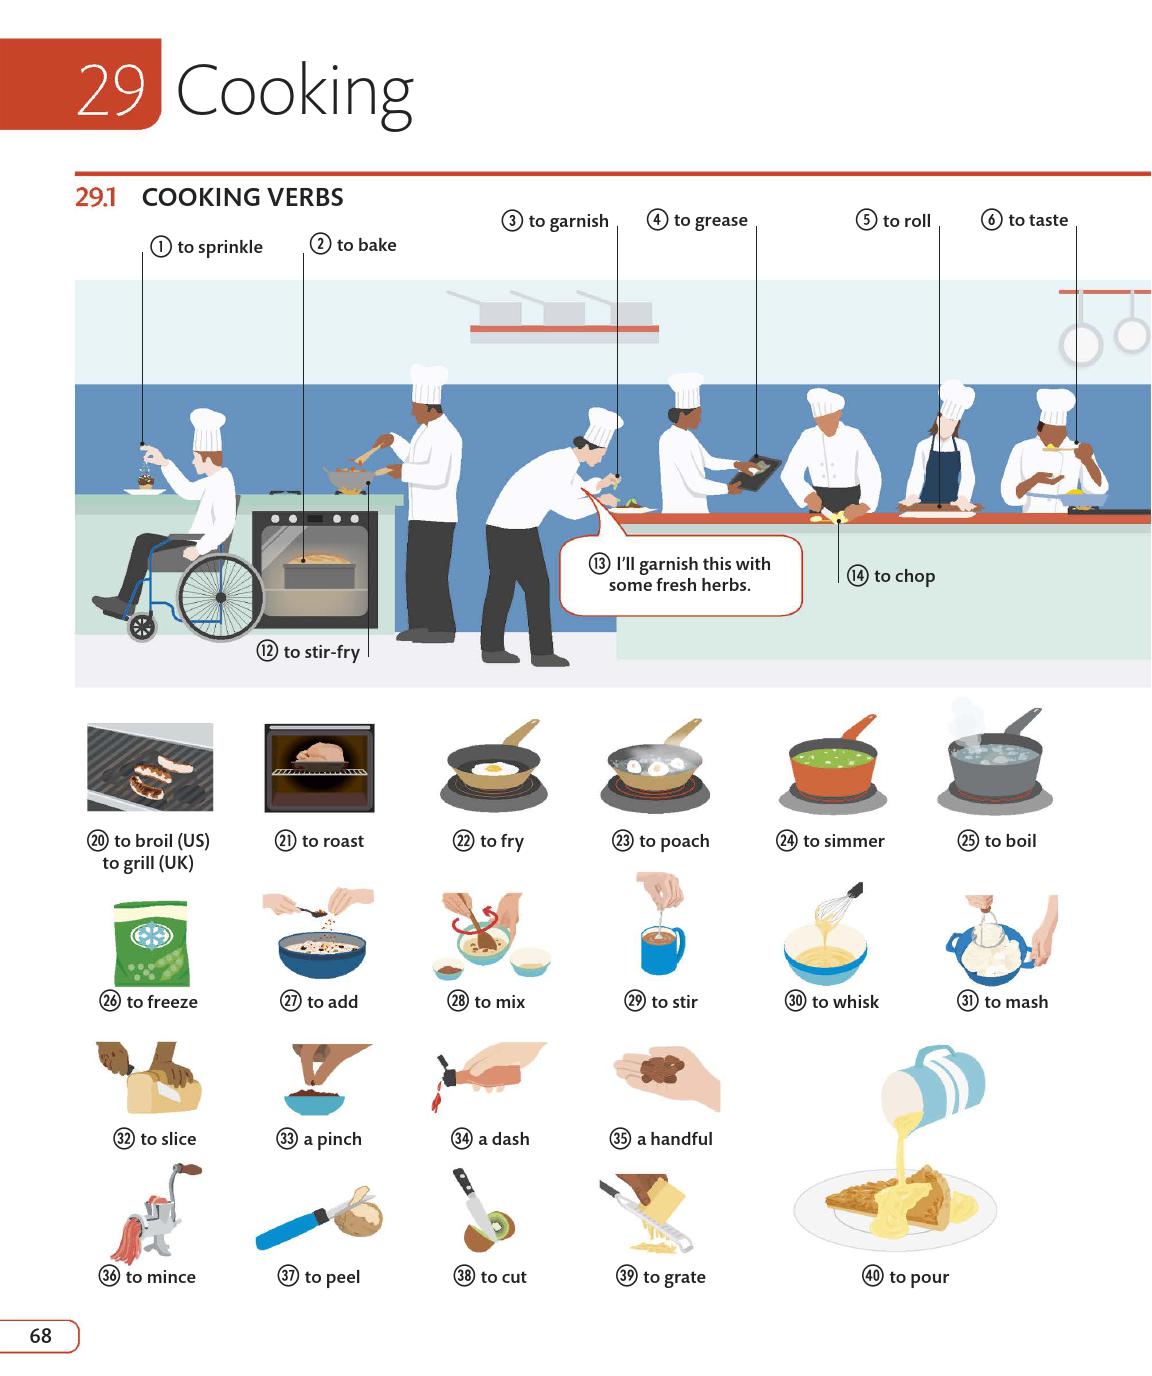 29 Cooking
29.1 COOKING VERBS
① to sprinkle
② to bake
③ to garnish
④ to grease
⑤ to roll
⑥ to taste
⑬ I'll garnish this with
some fresh herbs.
⑭ to chop
⑫ to stir-fry
⑳ to broil (US)
to grill (UK)
㉑ to roast
㉒ to fry
㉓ to poach
㉔ to simmer
㉕ to boil
㉖ to freeze
㉗ to add
㉘ to mix
㉙ to stir
㉚ to whisk
㉛ to mash
㉜ to slice
㉝ a pinch
㉞ a dash
㉟ a handful
㊱ to mince
㊲ to peel
㊳ to cut
㊴ to grate
㊵ to pour
68